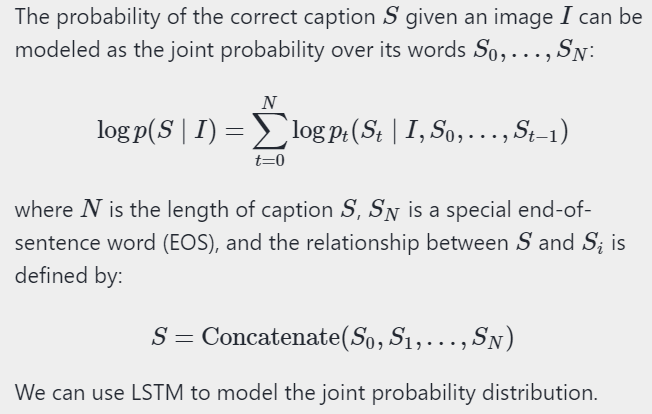 The probability of the correct caption S given an image I can be
modeled as the joint probability over its words S₀, . . . , S_N:
log p(S | I) = ∑_{t=0}^{N} log p_t(S_t | I, S₀, . . . , S_{t−1})
where N is the length of caption S, S_N is a special end-of-
sentence word (EOS), and the relationship between S and S_i is
defined by:
S = Concatenate(S₀, S₁, . . . , S_N)
We can use LSTM to model the joint probability distribution.